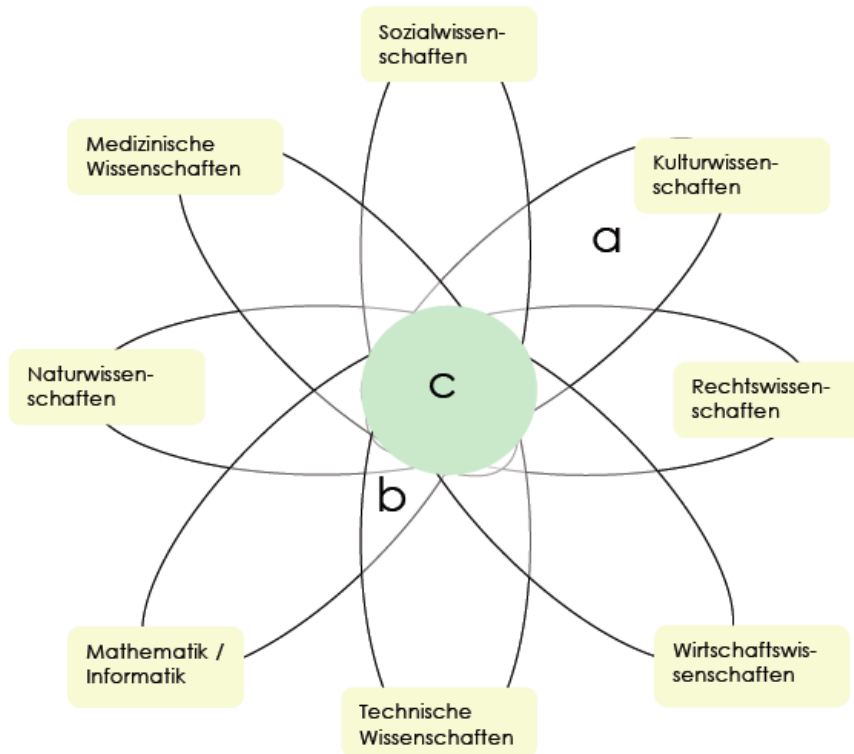 Sozialwissen-
schaften
Medizinische
Wissenschaften
Kulturwissen-
schaften
a
Naturwissen-
schaften
c
Rechtswissen-
schaften
b
Mathematik /
Informatik
Wirtschaftswis-
senschaften
Technische
Wissenschaften